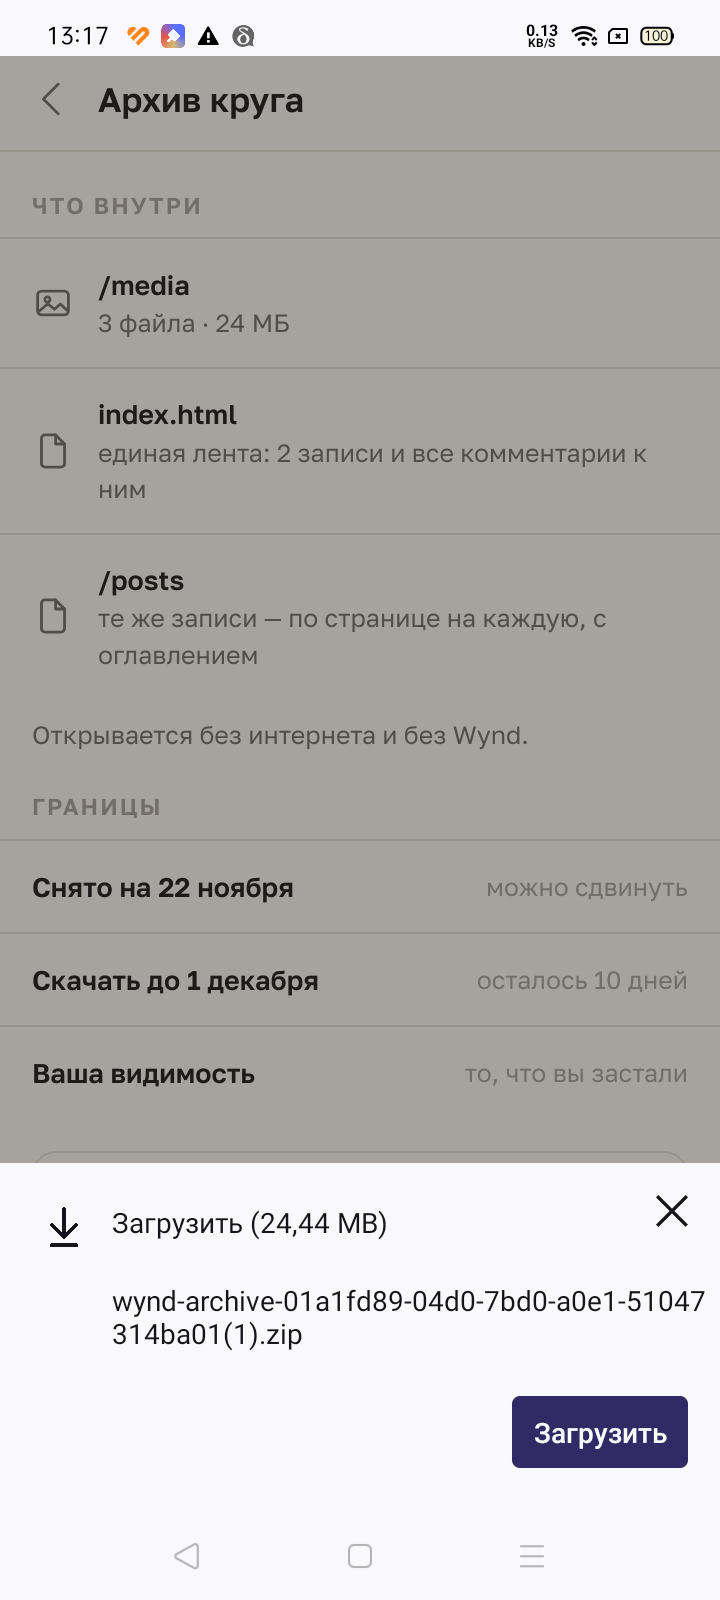 13:17
0.13
KB/S
100
Архив круга
ЧТО ВНУТРИ
/media
3 файла · 24 МБ
index.html
единая лента: 2 записи и все комментарии к
ним
/posts
те же записи — по странице на каждую, с
оглавлением
Открывается без интернета и без Wynd.
ГРАНИЦЫ
Снято на 22 ноября
можно сдвинуть
Скачать до 1 декабря
осталось 10 дней
Ваша видимость
то, что вы застали
Загрузить (24,44 MB)
wynd-archive-01a1fd89-04d0-7bd0-a0e1-51047
314ba01(1).zip
Загрузить